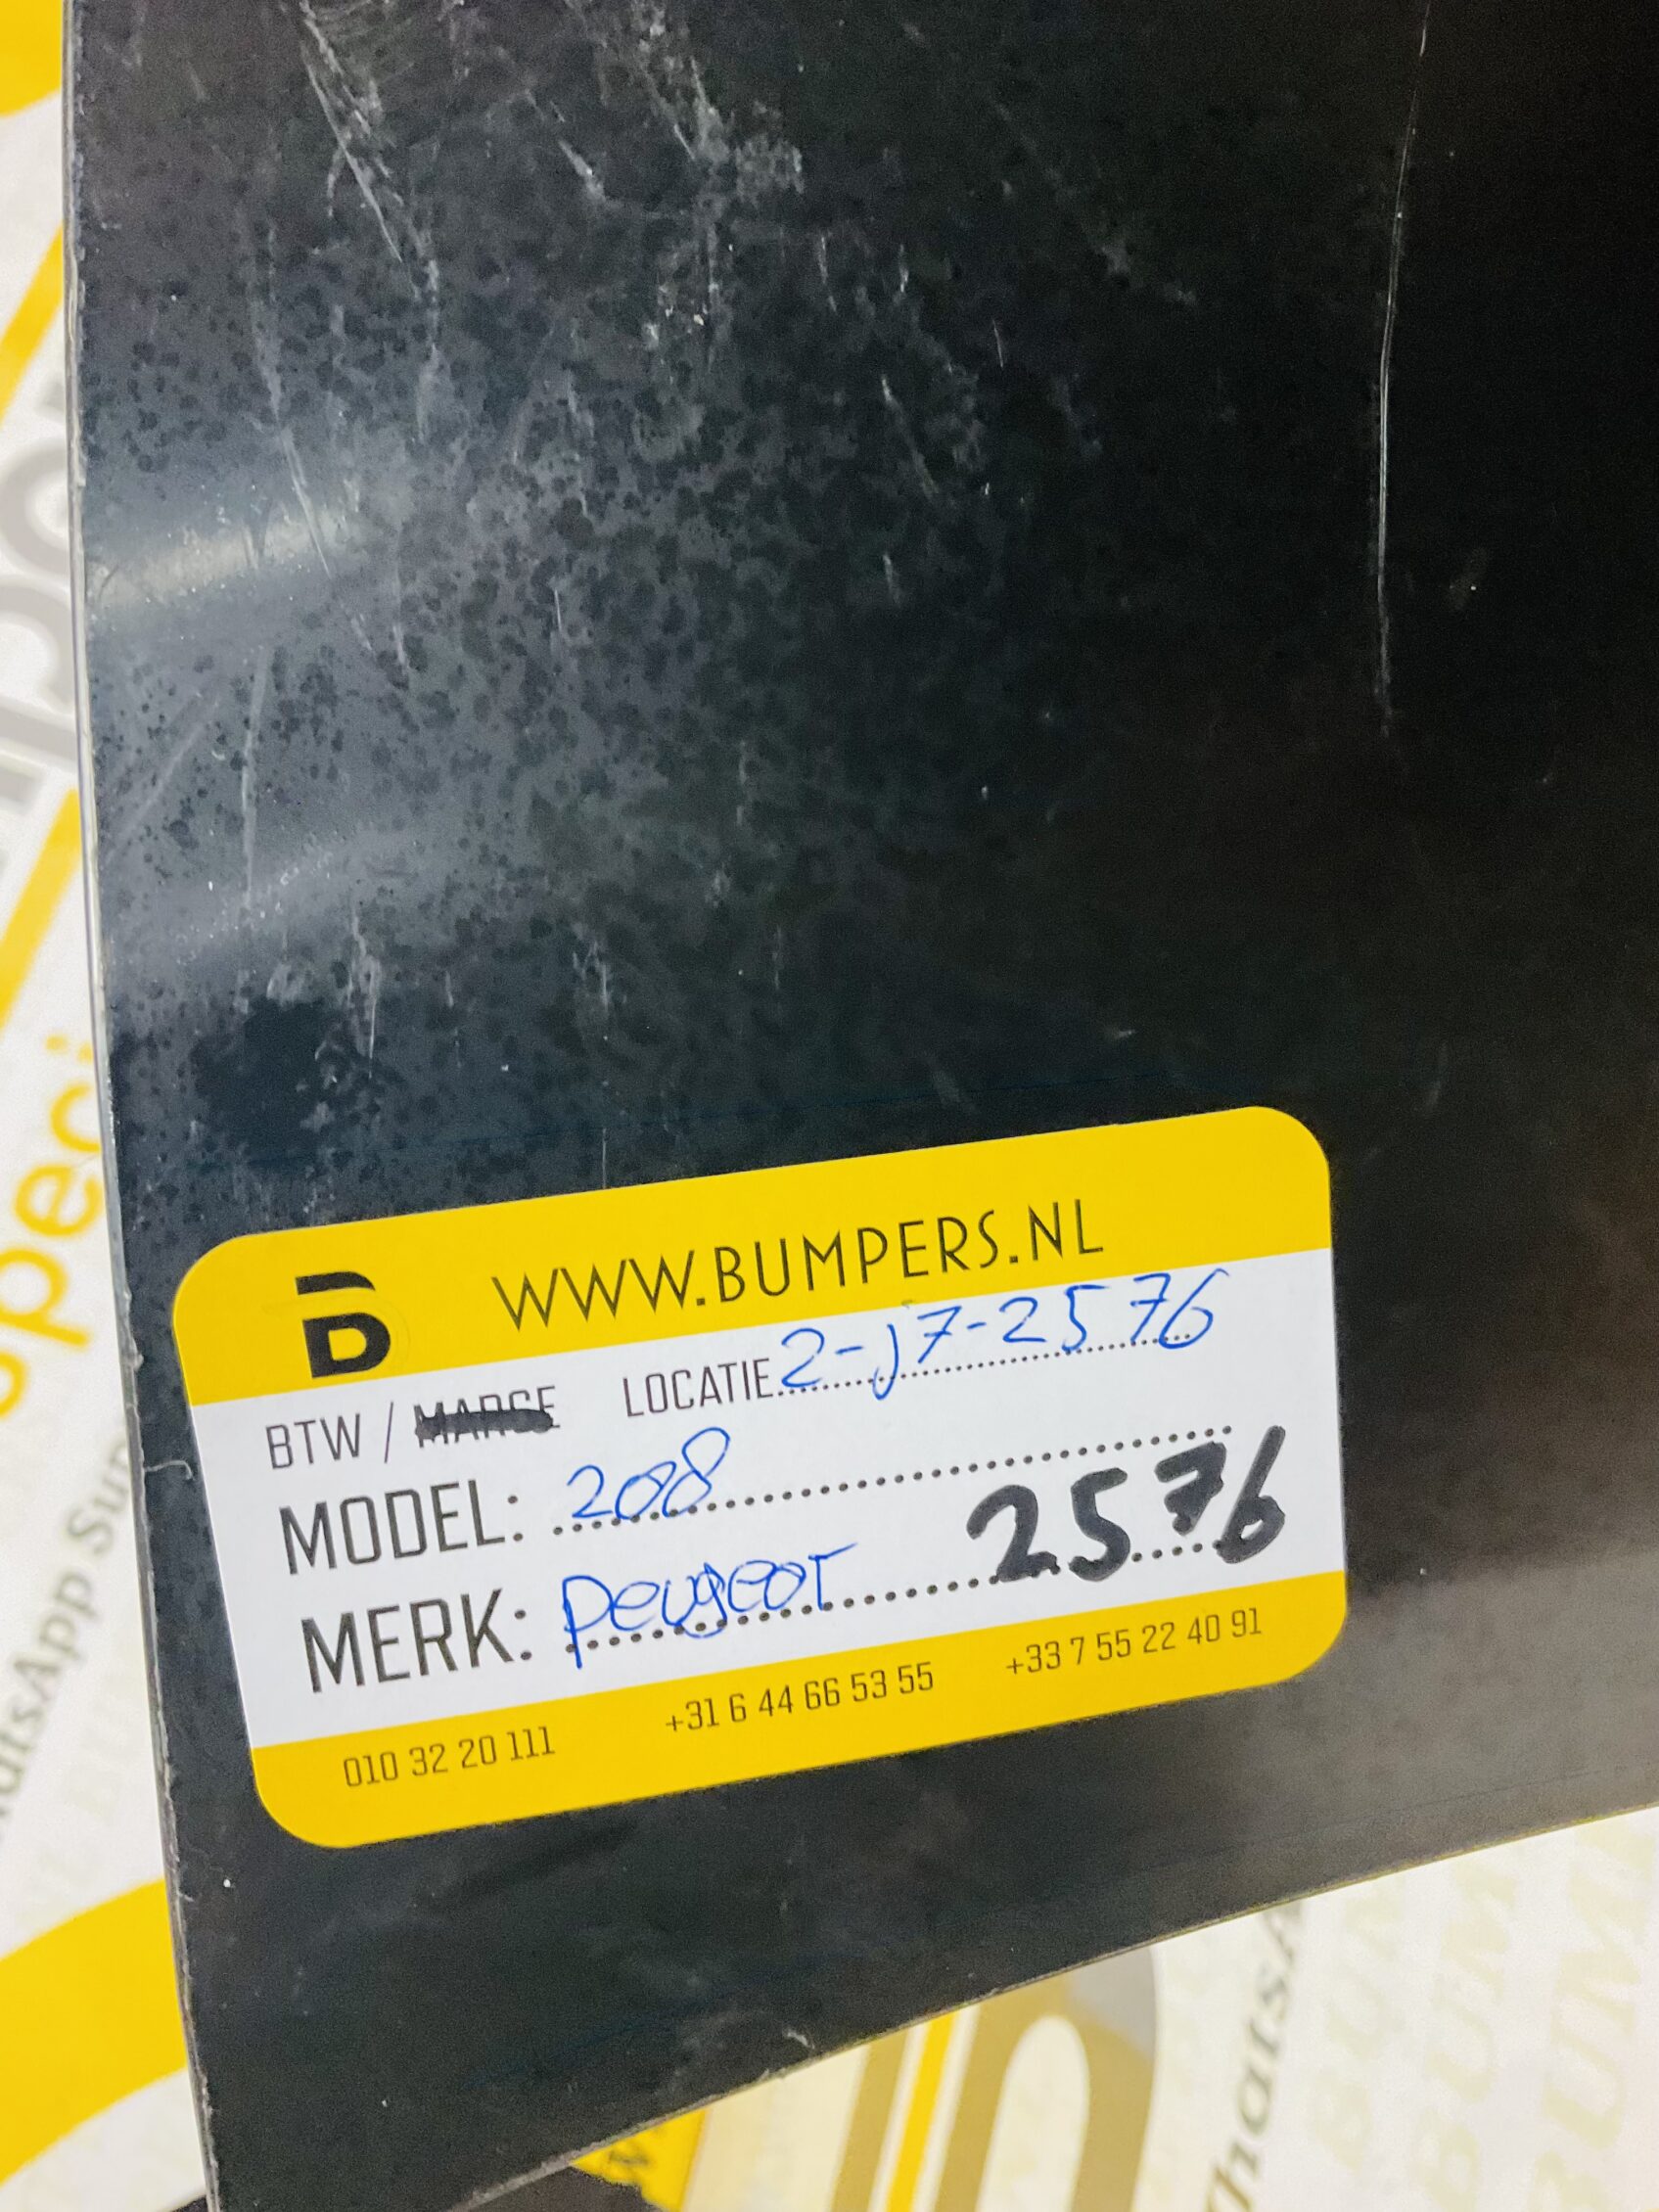 WWW.BUMPERS.NL
BTW / MARGE LOCATIE 2-J7-2576
MODEL: 208
MERK: Peugeot 2576
010 32 20 111 +31 6 44 66 53 55 +33 7 55 22 40 91